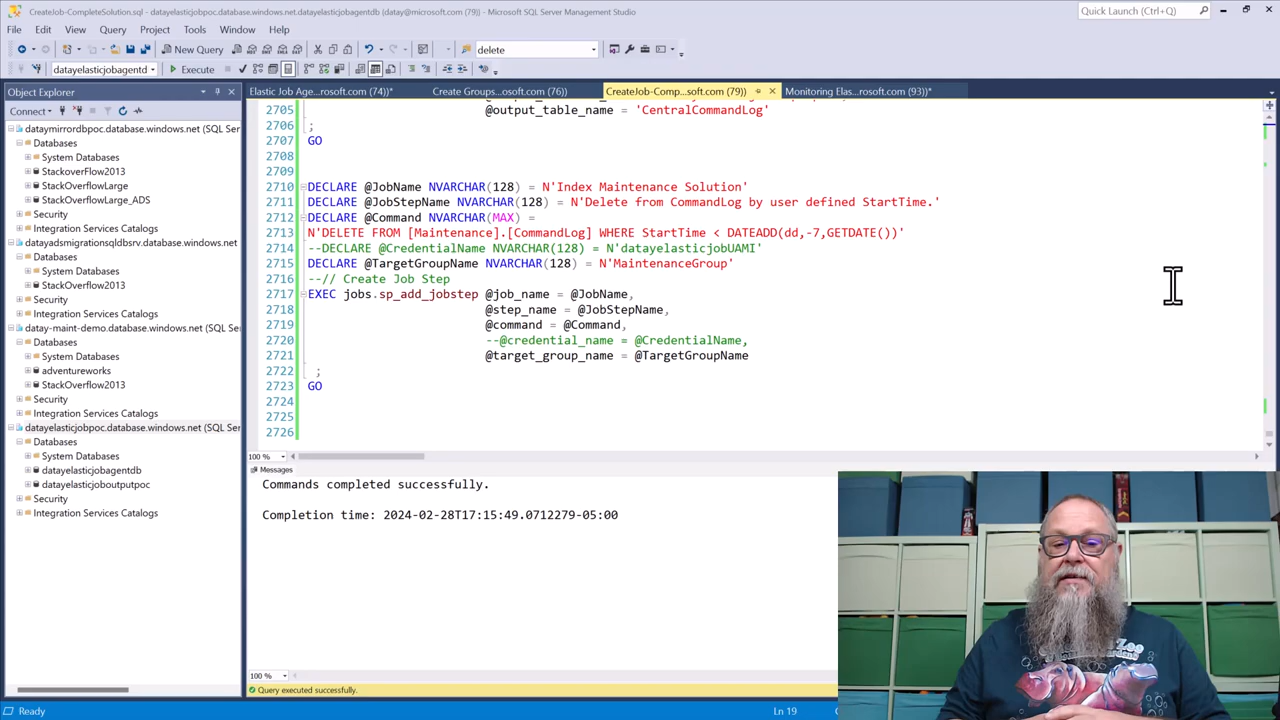 CreateJob-CompleteSolution.sql - datayelasticjobpoc.database.windows.net.datayelasticjobagentdb (datay@microsoft.com (79)) - Microsoft SQL Server Management Studio
Quick Launch (Ctrl+Q)
File Edit View Query Project Tools Window Help
New Query
delete
datayelasticjobagentd
Execute
Object Explorer
Elastic Job Age...rosoft.com (74))*
Create Groups...osoft.com (76))
CreateJob-Comp...soft.com (79))
Monitoring Elas...rosoft.com (93))*
Connect
dataymirrordbpoc.database.windows.net (SQL Ser
Databases
System Databases
StackoverFlow2013
StackOverflowLarge
StackOverflowLarge_ADS
Security
Integration Services Catalogs
datayadsmigrationsqldbsrv.database.windows.net
Databases
System Databases
StackOverflow2013
Security
Integration Services Catalogs
datay-maint-demo.database.windows.net (SQL Ser
Databases
System Databases
adventureworks
StackOverflow2013
Security
Integration Services Catalogs
datayelasticjobpoc.database.windows.net (SQL Ser
Databases
System Databases
datayelasticjobagentdb
datayelasticjoboutputpoc
Security
Integration Services Catalogs
2705 @output_table_name = 'CentralCommandLog'
2706 ;
2707 GO
2708
2709
2710 DECLARE @JobName NVARCHAR(128) = N'Index Maintenance Solution'
2711 DECLARE @JobStepName NVARCHAR(128) = N'Delete from CommandLog by user defined StartTime.'
2712 DECLARE @Command NVARCHAR(MAX) =
2713 N'DELETE FROM [Maintenance].[CommandLog] WHERE StartTime < DATEADD(dd,-7,GETDATE())'
2714 --DECLARE @CredentialName NVARCHAR(128) = N'datayelasticjobUAMI'
2715 DECLARE @TargetGroupName NVARCHAR(128) = N'MaintenanceGroup'
2716 --// Create Job Step
2717 EXEC jobs.sp_add_jobstep @job_name = @JobName,
2718 @step_name = @JobStepName,
2719 @command = @Command,
2720 --@credential_name = @CredentialName,
2721 @target_group_name = @TargetGroupName
2722 ;
2723 GO
2724
2725
2726
100 %
Messages
Commands completed successfully.
Completion time: 2024-02-28T17:15:49.0712279-05:00
100 %
Query executed successfully.
Ready
Ln 19